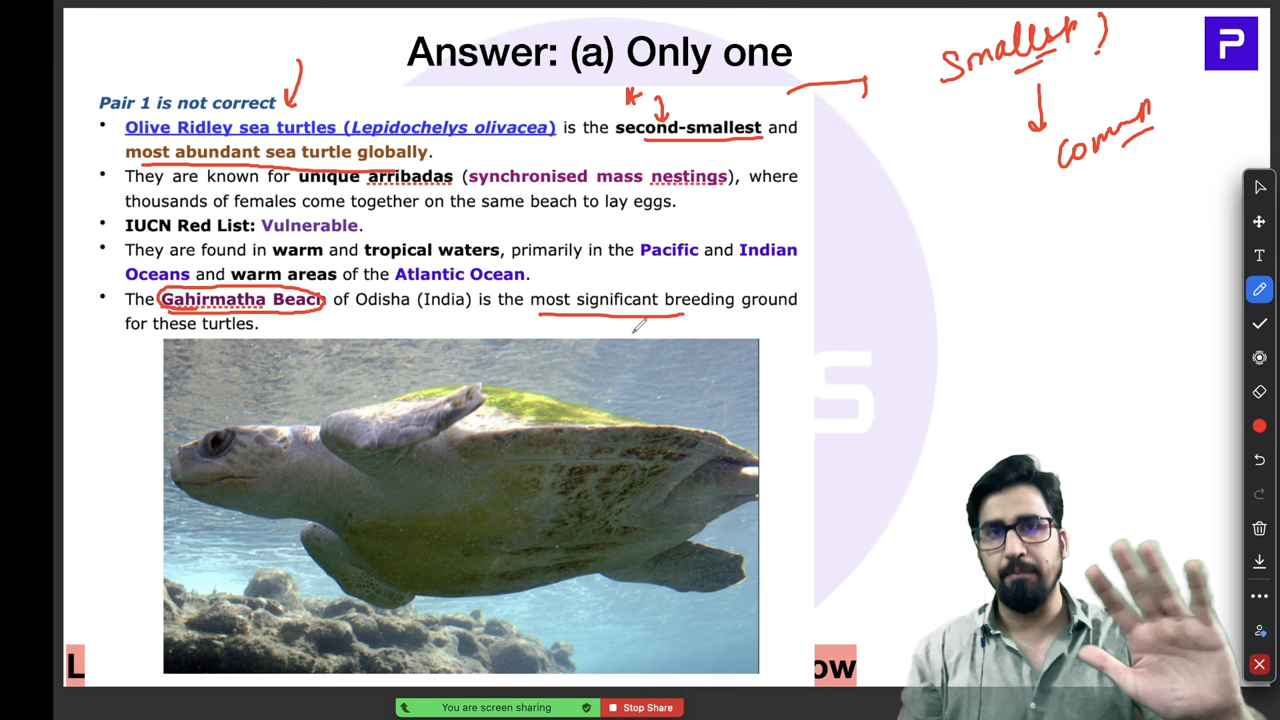 Answer: (a) Only one
Smallest ?
P
Pair 1 is not correct
• Olive Ridley sea turtles (Lepidochelys olivacea) is the second-smallest and
most abundant sea turtle globally.
• They are known for unique arribadas (synchronised mass nestings), where
thousands of females come together on the same beach to lay eggs.
• IUCN Red List: Vulnerable.
• They are found in warm and tropical waters, primarily in the Pacific and Indian
Oceans and warm areas of the Atlantic Ocean.
• The Gahirmatha Beach of Odisha (India) is the most significant breeding ground
for these turtles.
T
S
L
ow
You are screen sharing
Stop Share